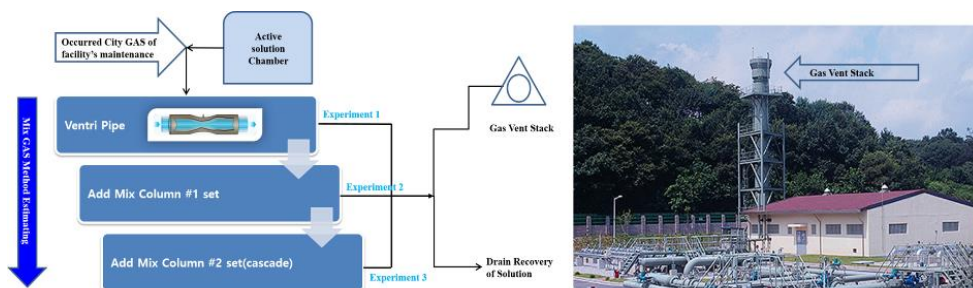 Occurred City GAS of
facility's maintenance
Active
solution
Chamber
Mix GAS Method Estimating
Ventri Pipe
Experiment 1
Add Mix Column #1 set
Experiment 2
Add Mix Column #2 set(cascade)
Experiment 3
Gas Vent Stack
Drain Recovery
of Solution
Gas Vent Stack